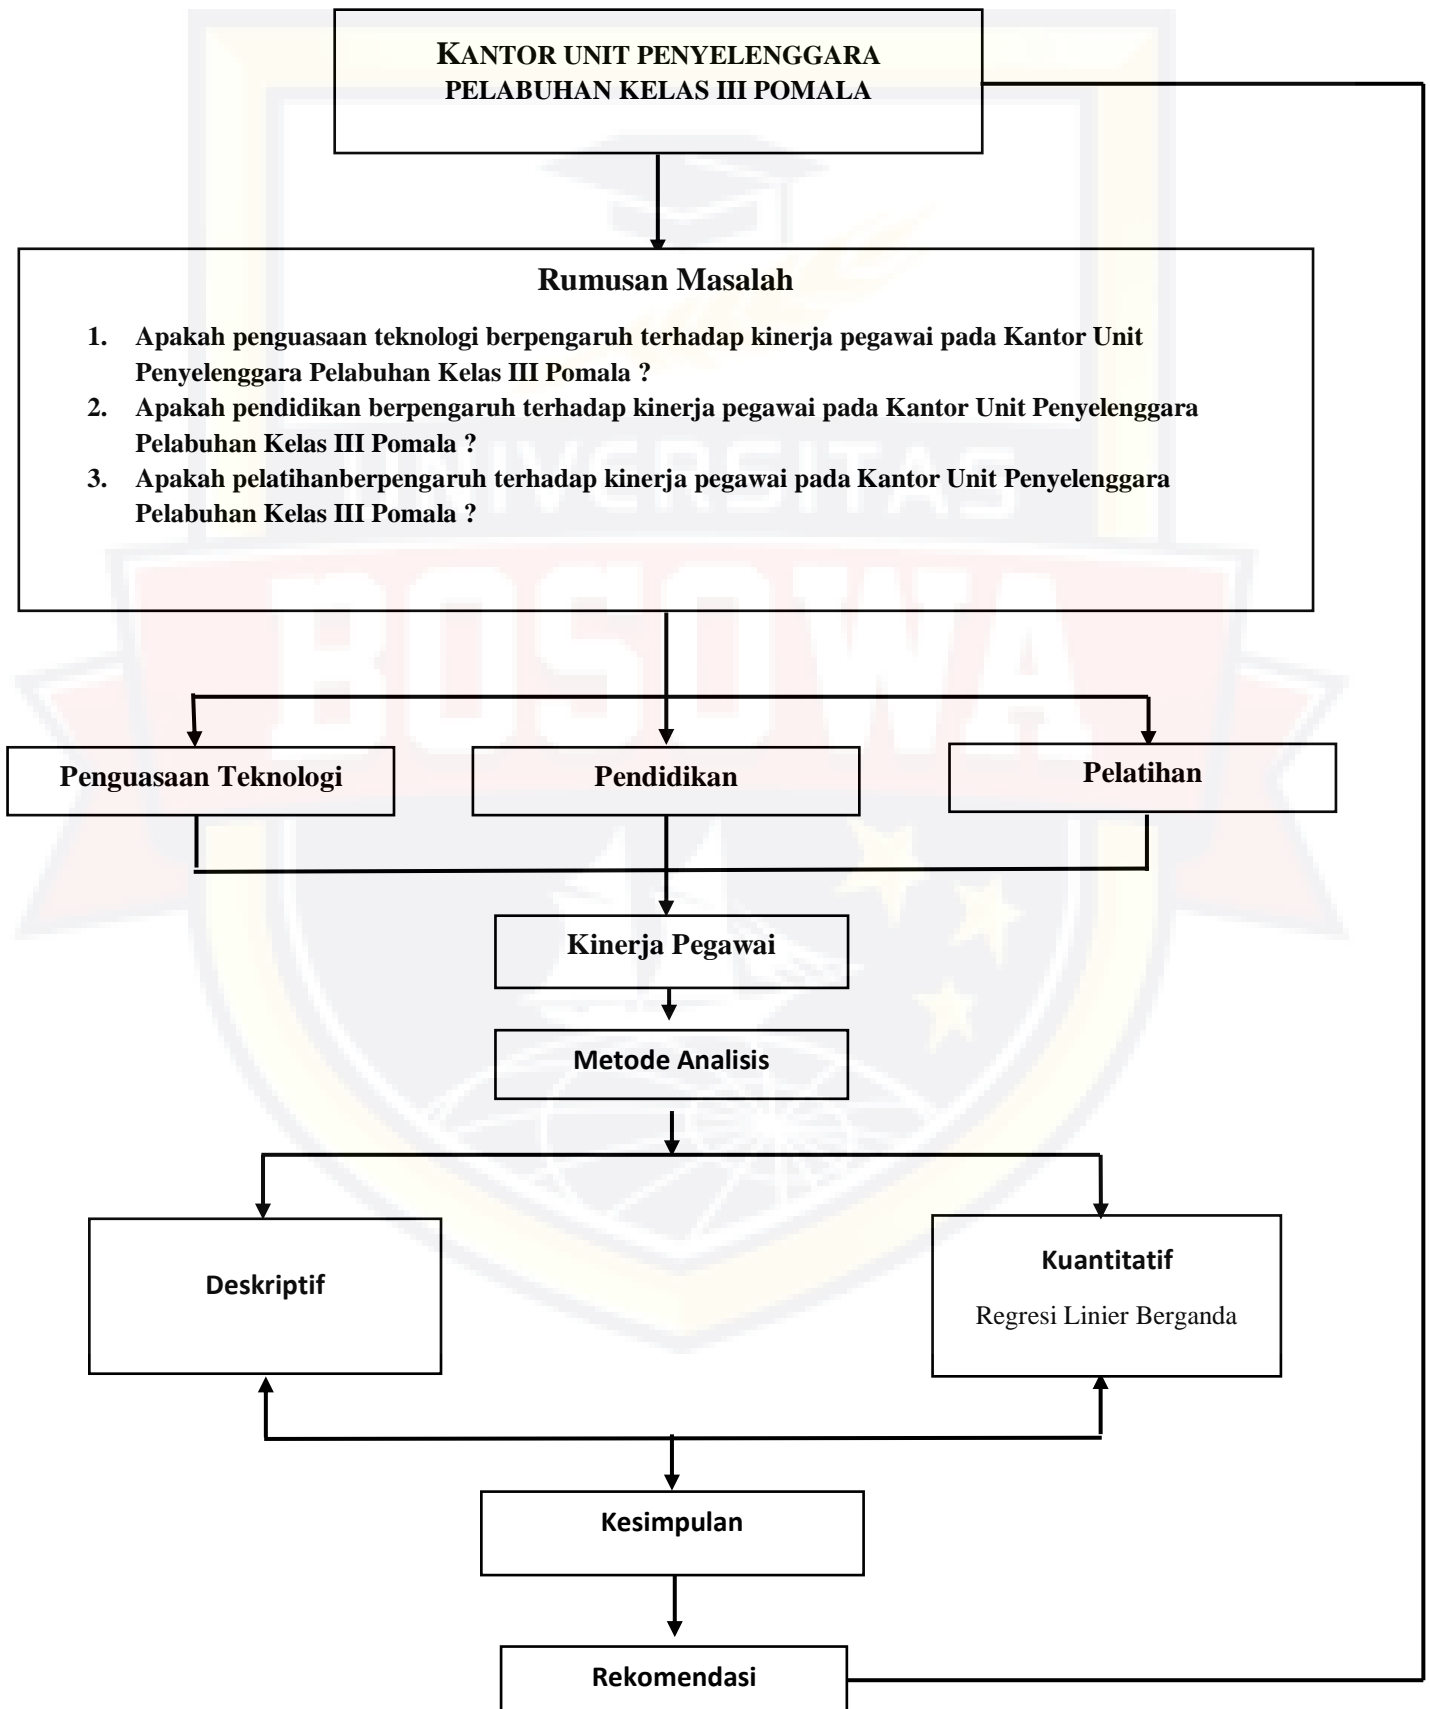 KANTOR UNIT PENYELENGGARA
PELABUHAN KELAS III POMALA
Rumusan Masalah
1. Apakah penguasaan teknologi berpengaruh terhadap kinerja pegawai pada Kantor Unit
Penyelenggara Pelabuhan Kelas III Pomala ?
2. Apakah pendidikan berpengaruh terhadap kinerja pegawai pada Kantor Unit Penyelenggara
Pelabuhan Kelas III Pomala ?
3. Apakah pelatihanberpengaruh terhadap kinerja pegawai pada Kantor Unit Penyelenggara
Pelabuhan Kelas III Pomala ?
UNIVERSITAS
BOSOWA
Penguasaan Teknologi
Pendidikan
Pelatihan
Kinerja Pegawai
Metode Analisis
Deskriptif
Kuantitatif
Regresi Linier Berganda
Kesimpulan
Rekomendasi